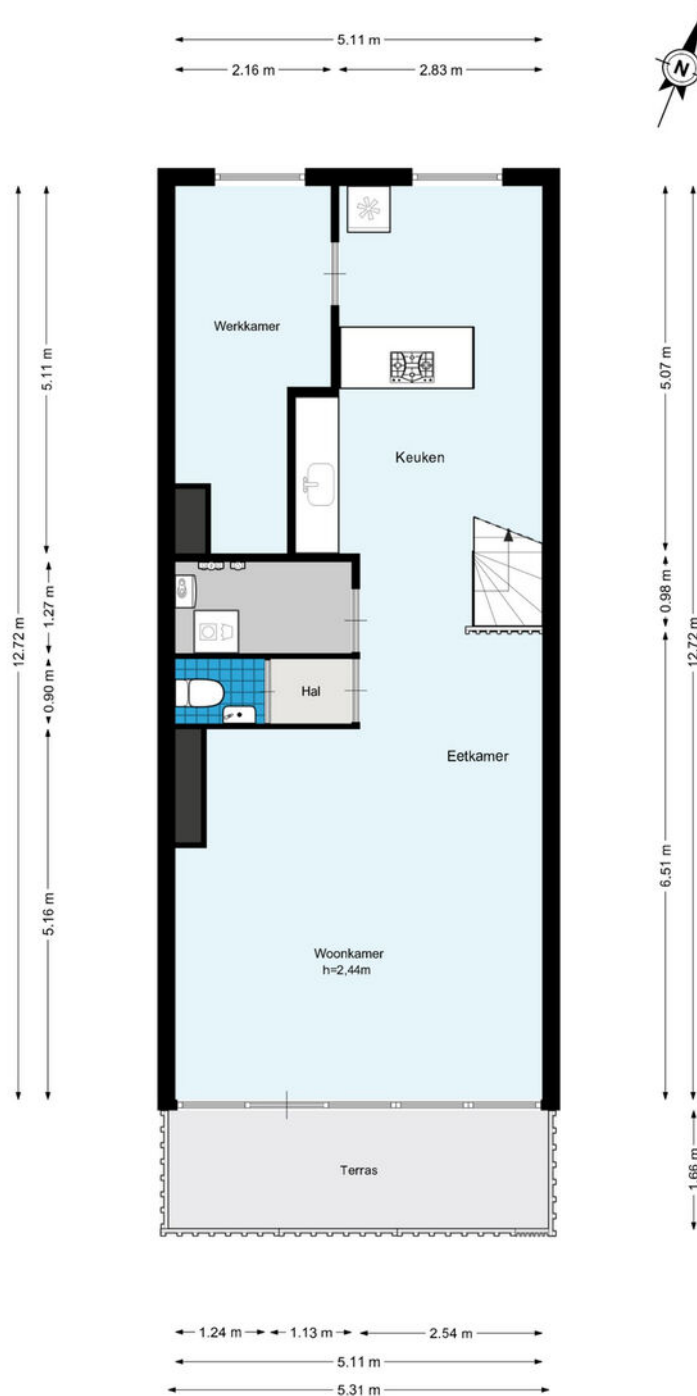 5.11 m
2.16 m
2.83 m
N
Werkkamer
5.11 m
5.07 m
Keuken
1.27 m
0.98 m
12.72 m
12.72 m
0.90 m
Hal
Eetkamer
6.51 m
5.16 m
Woonkamer
h=2,44m
Terras
1.66 m
1.24 m
1.13 m
2.54 m
5.11 m
5.31 m